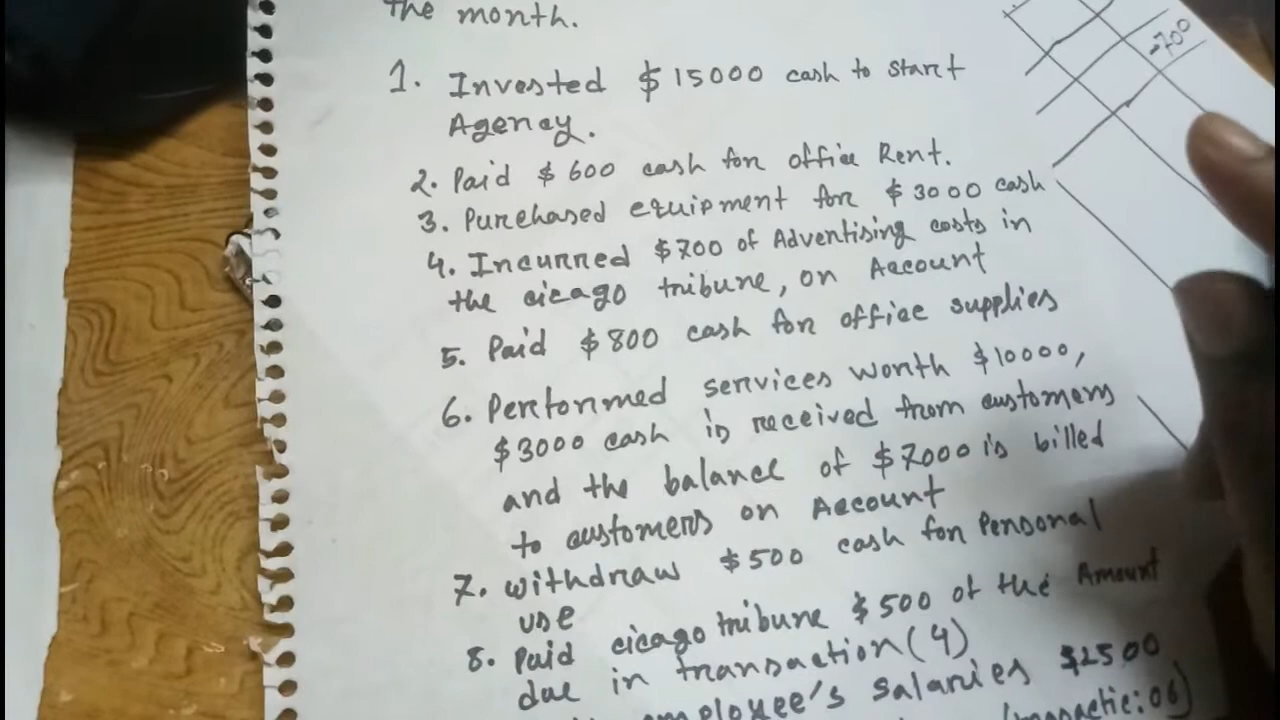 the month.
1. Invested $15000 cash to start
Agency.
2. Paid $600 cash for office Rent.
3. Purchased equipment for $3000 cash
4. Incurred $700 of Advertising costs in
the cicago tribune, on Account
5. Paid $800 cash for office supplies
6. Performed services worth $10000,
$3000 cash is received from customers
and the balance of $7000 is billed
to customers on Account
7. withdraw $500 cash for Personal
use
8. Paid cicago tribune $500 of the Amount
due in transaction (4)
employee's salaries $2500
-700